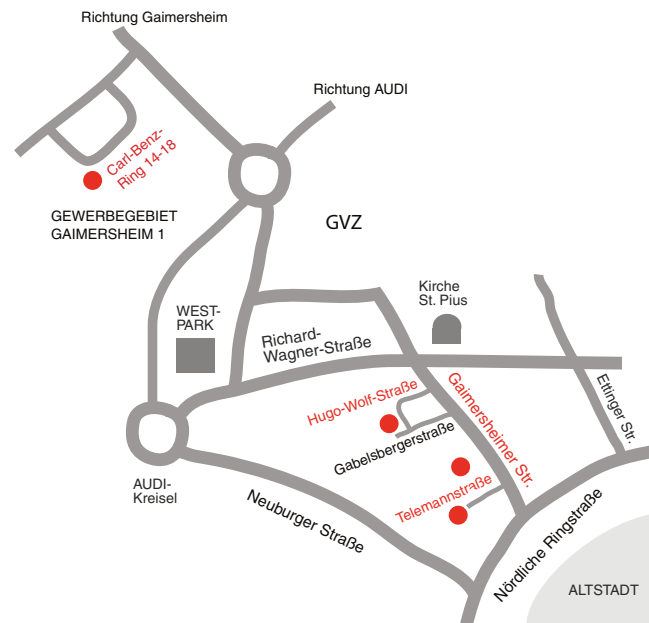 Richtung Gaimersheim
Richtung AUDI
Carl-Benz-
Ring 14-18
GEWERBEGEBIET
GAIMERSHEIM 1
GVZ
Kirche
St. Pius
WEST-
PARK
Richard-
Wagner-Straße
Hugo-Wolf-Straße
Gaimersheimer Str.
Ettinger Str.
Gabelsbergerstraße
AUDI-
Kreisel
Neuburger Straße
Telemannstraße
Nördliche Ringstraße
ALTSTADT